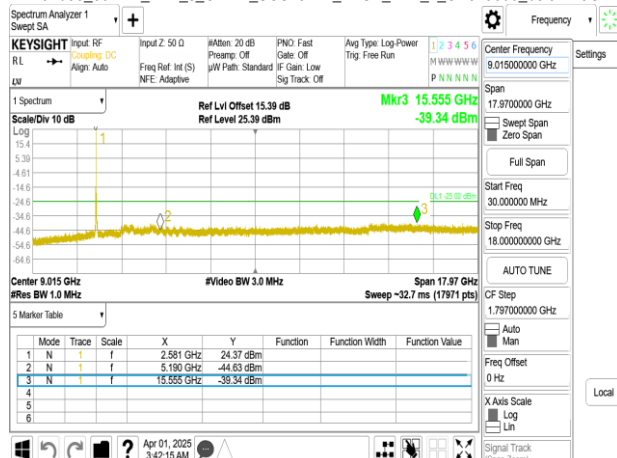 Spectrum Analyzer 1
Swept SA
Frequency
Settings
KEYSIGHT
RL
Input: RF
Coupling: DC
Align: Auto
Input Z: 50 Ω
Freq Ref: Int (S)
NFE: Adaptive
#Atten: 20 dB
Preamp: Off
µW Path: Standard
PNO: Fast
Gate: Off
IF Gain: Low
Sig Track: Off
Avg Type: Log-Power
Trig: Free Run
1 2 3 4 5 6
M W W W W W
P N N N N N
1 Spectrum
Scale/Div 10 dB
Ref Lvl Offset 15.39 dB
Ref Level 25.39 dBm
Mkr3 15.555 GHz
-39.34 dBm
Log
15.4
5.39
-4.61
-14.6
-24.6
-34.6
-44.6
-54.6
-64.6
1
2
3
DL1 -25.00 dBm
Center 9.015 GHz
#Res BW 1.0 MHz
#Video BW 3.0 MHz
Span 17.97 GHz
Sweep ~32.7 ms (17971 pts)
5 Marker Table
Mode Trace Scale X Y Function Function Width Function Value
1 N 1 f 2.581 GHz 24.37 dBm
2 N 1 f 5.190 GHz -44.63 dBm
3 N 1 f 15.555 GHz -39.34 dBm
4
5
6
Apr 01, 2025
3:42:15 AM
Center Frequency
9.015000000 GHz
Span
17.9700000 GHz
Swept Span
Zero Span
Full Span
Start Freq
30.000000 MHz
Stop Freq
18.000000000 GHz
AUTO TUNE
CF Step
1.797000000 GHz
Auto
Man
Freq Offset
0 Hz
X Axis Scale
Log
Lin
Signal Track
Local